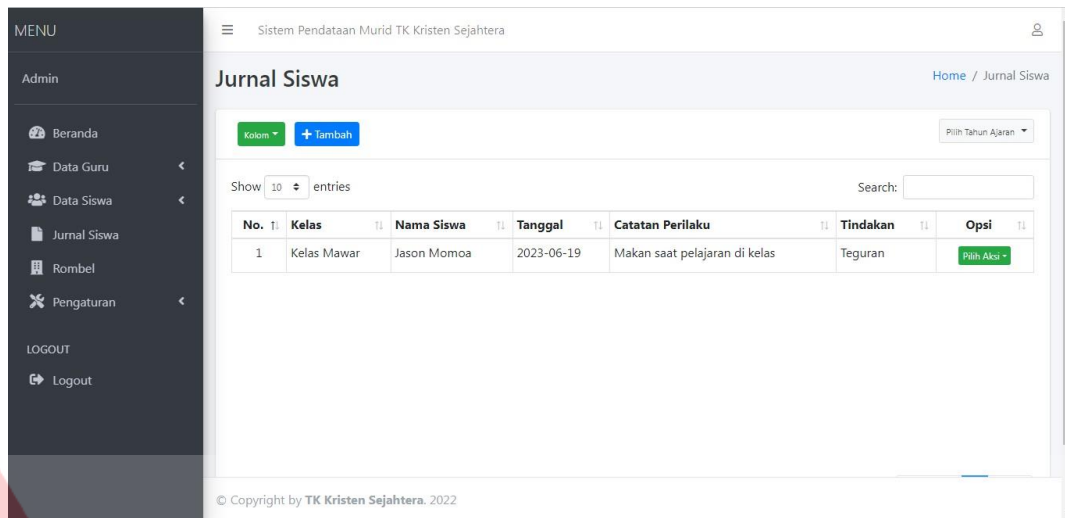 MENU
Sistem Pendataan Murid TK Kristen Sejahtera
Admin
Beranda
Data Guru
Data Siswa
Jurnal Siswa
Rombel
Pengaturan
LOGOUT
Logout
Jurnal Siswa
Home / Jurnal Siswa
Kolom
+ Tambah
Pilih Tahun Ajaran
Show 10 entries
Search:
No. Kelas Nama Siswa Tanggal Catatan Perilaku Tindakan Opsi
1 Kelas Mawar Jason Momoa 2023-06-19 Makan saat pelajaran di kelas Teguran Pilih Aksi
© Copyright by TK Kristen Sejahtera. 2022